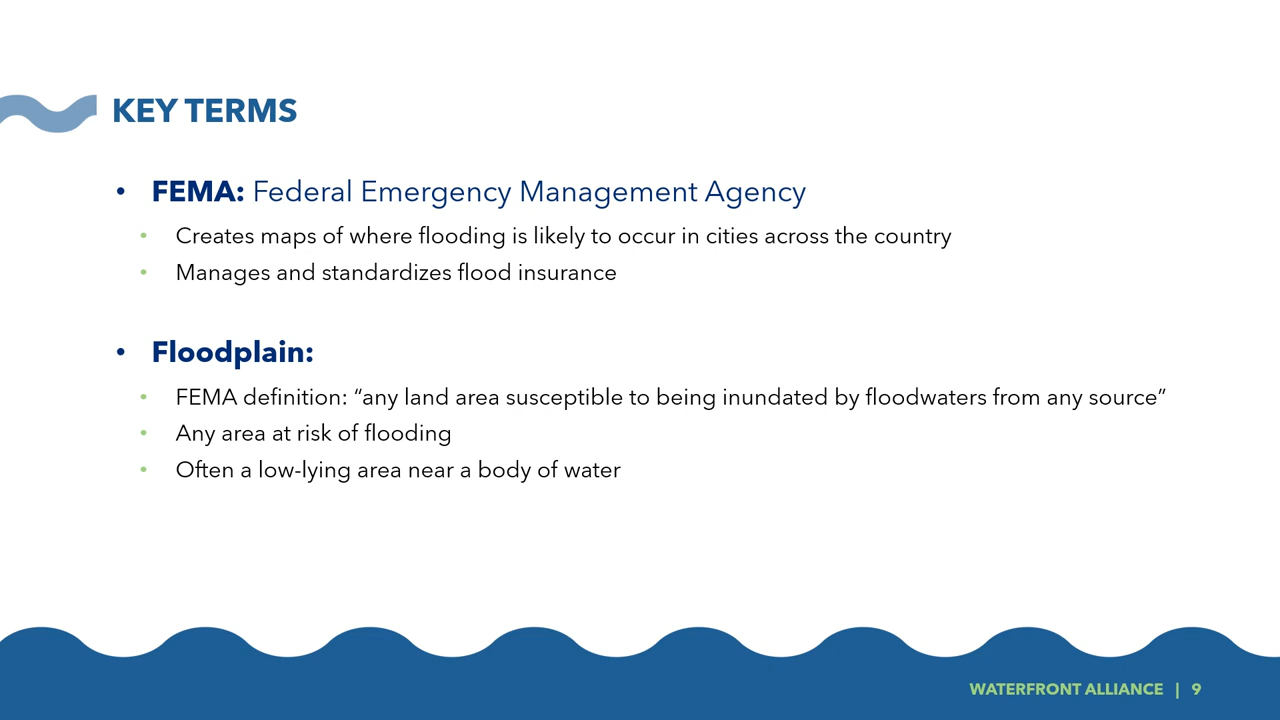 KEY TERMS
• FEMA: Federal Emergency Management Agency
• Creates maps of where flooding is likely to occur in cities across the country
• Manages and standardizes flood insurance
• Floodplain:
• FEMA definition: “any land area susceptible to being inundated by floodwaters from any source”
• Any area at risk of flooding
• Often a low-lying area near a body of water
WATERFRONT ALLIANCE | 9